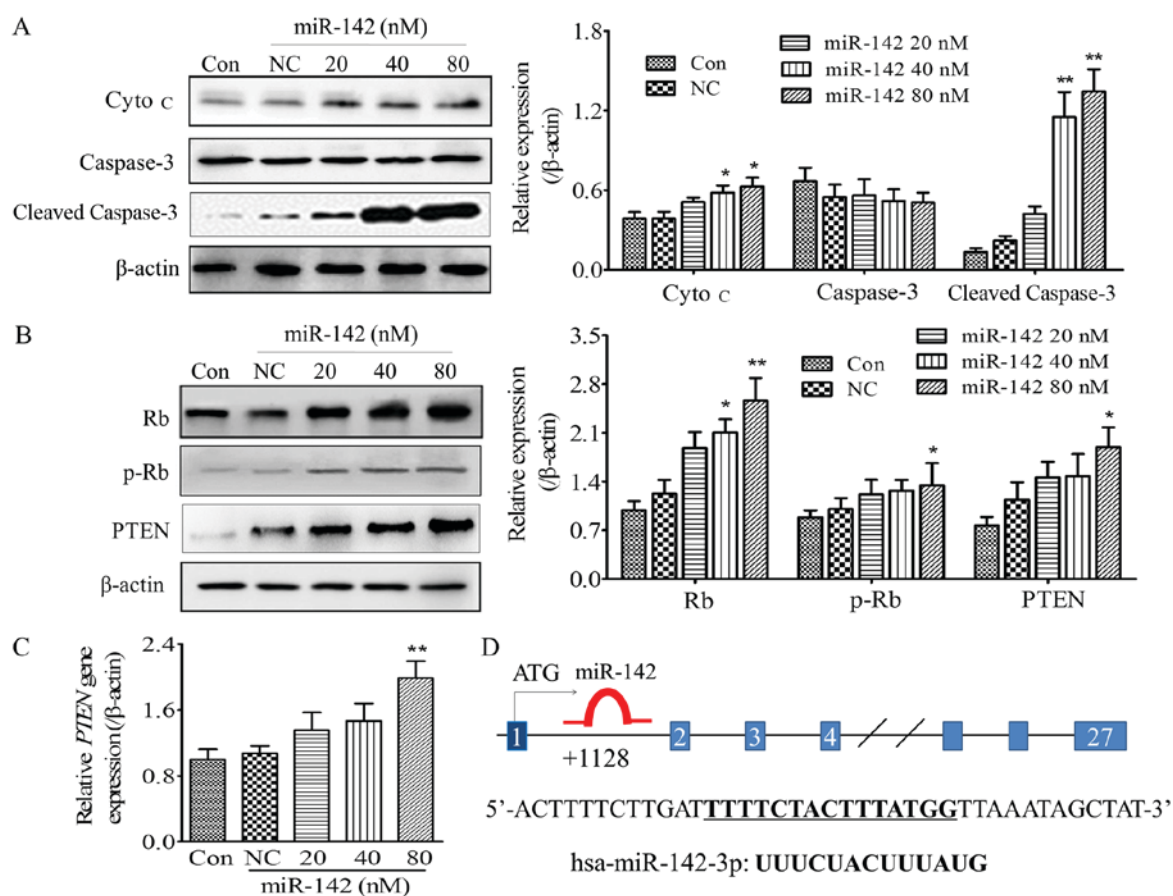 A
miR-142 (nM)
Con NC 20 40 80
Cyto c
Caspase-3
Cleaved Caspase-3
β-actin
Relative expression
(/β-actin)
1.8
1.2
0.6
0.0
Con
NC
miR-142 20 nM
miR-142 40 nM
miR-142 80 nM
* * ** **
Cyto c Caspase-3 Cleaved Caspase-3
B
miR-142 (nM)
Con NC 20 40 80
Rb
p-Rb
PTEN
β-actin
Relative expression
(/β-actin)
3.5
2.8
2.1
1.4
0.7
0.0
Con
NC
miR-142 20 nM
miR-142 40 nM
miR-142 80 nM
* ** * *
Rb p-Rb PTEN
C
Relative PTEN gene
expression (/β-actin)
2.4
1.6
0.8
0.0
**
Con NC 20 40 80
miR-142 (nM)
D
ATG miR-142
1 2 3 4 27
+1128
5’-ACTTTTCTTGATTTTTCTACTTTATGGTTAAATAGCTAT-3’
hsa-miR-142-3p: UUUCUACUUUAUG